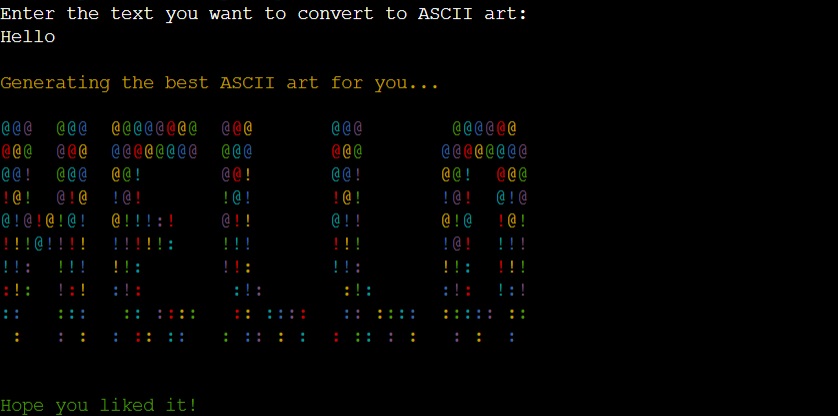 Enter the text you want to convert to ASCII art:
Hello
Generating the best ASCII art for you...
@@@  @@@  @@@@@@@@  @@@       @@@        @@@@@@
@@@  @@@  @@@@@@@@  @@@       @@@       @@@@@@@@
@@!  @@@  @@!       @@!       @@!       @@!  @@@
!@!  @!@  !@!       !@!       !@!       !@!  @!@
@!@!@!@!  @!!!:!    @!!       @!!       @!@  !@!
!!!@!!!!  !!!!!:    !!!       !!!       !@!  !!!
!!:  !!!  !!:       !!:       !!:       !!:  !!!
:!:  !:!  :!:        :!:       :!:      :!:  !:!
::   :::   :: ::::   :: ::::   :: ::::  ::::: ::
 :   : :  : :: ::   : :: : :  : :: : :   : :  :
Hope you liked it!